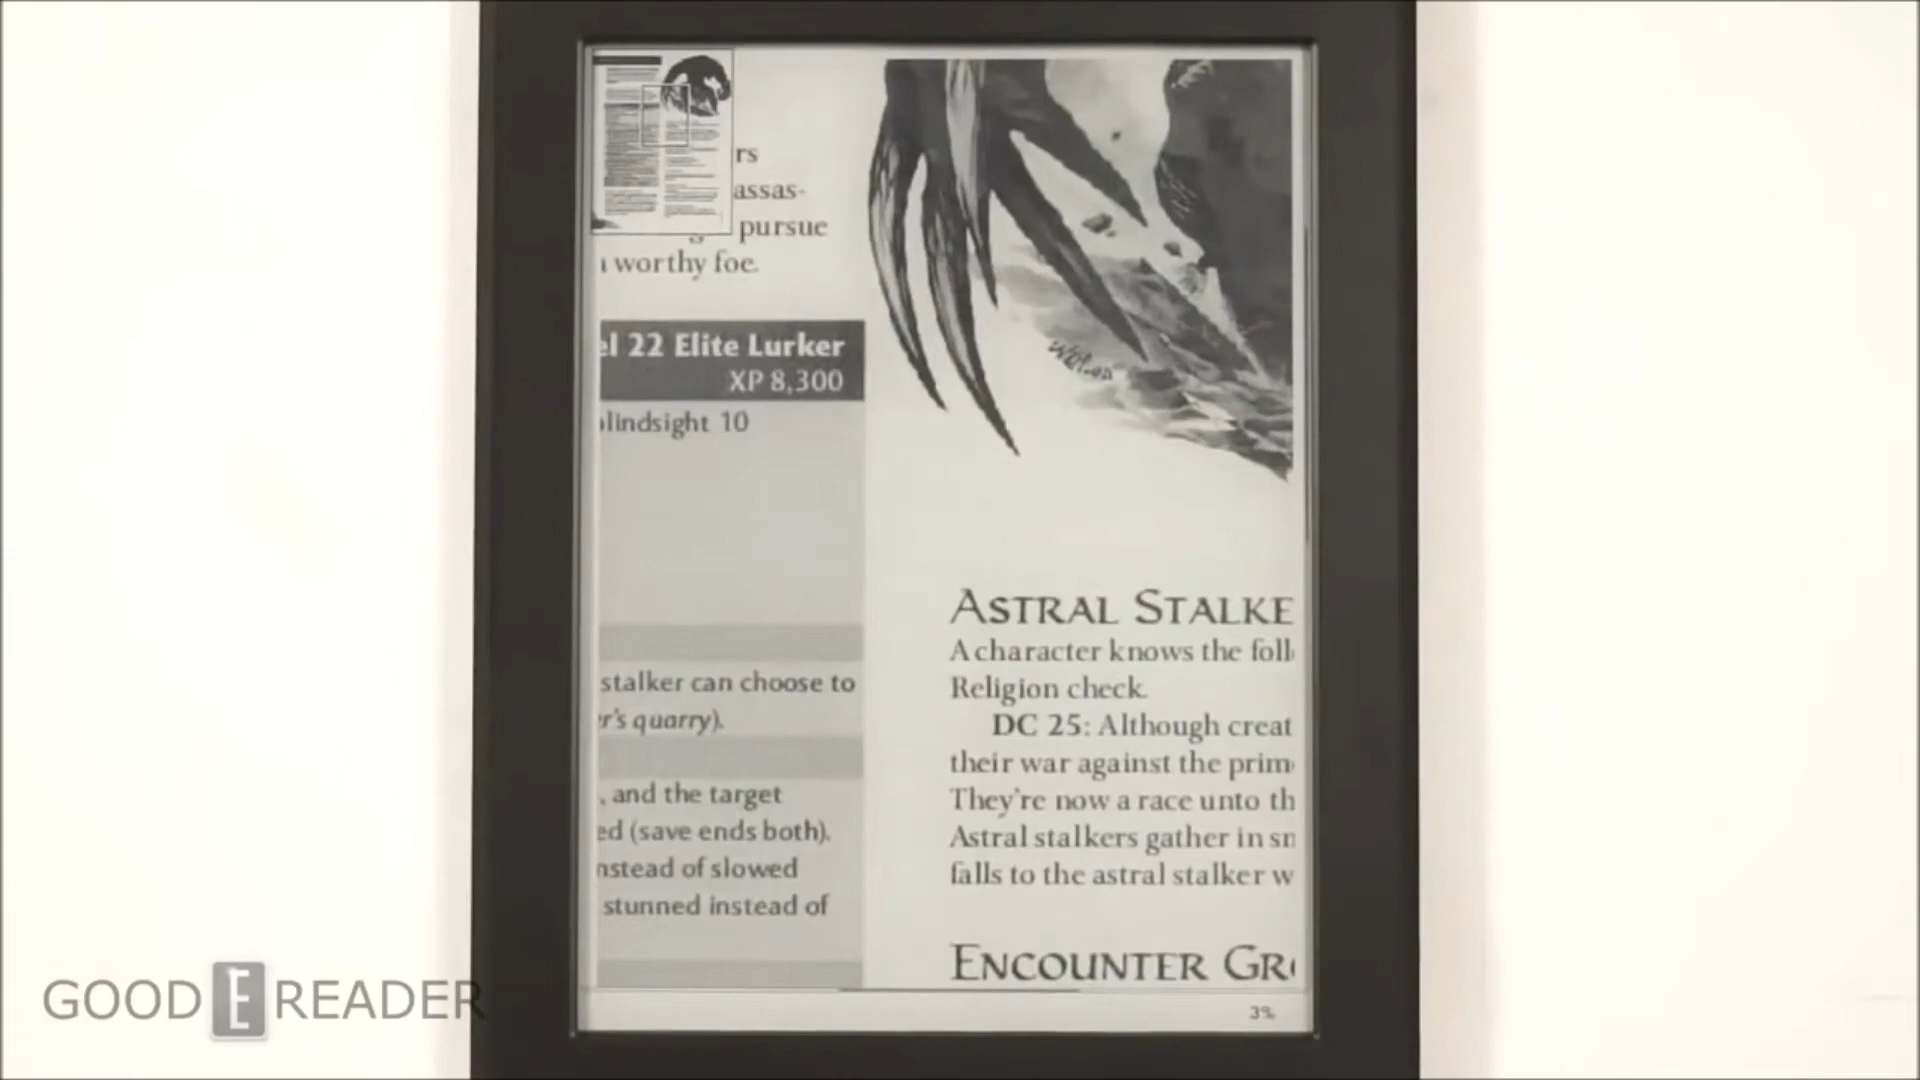 rs
assas-
pursue
worthy foe.
el 22 Elite Lurker
XP 8,300
lindsight 10
stalker can choose to
r's quarry).
, and the target
ed (save ends both).
nstead of slowed
stunned instead of
ASTRAL STALKE
A character knows the foll
Religion check.
DC 25: Although creat
their war against the prim
They're now a race unto th
Astral stalkers gather in sr
falls to the astral stalker w
ENCOUNTER GR
3%
GOOD E READER